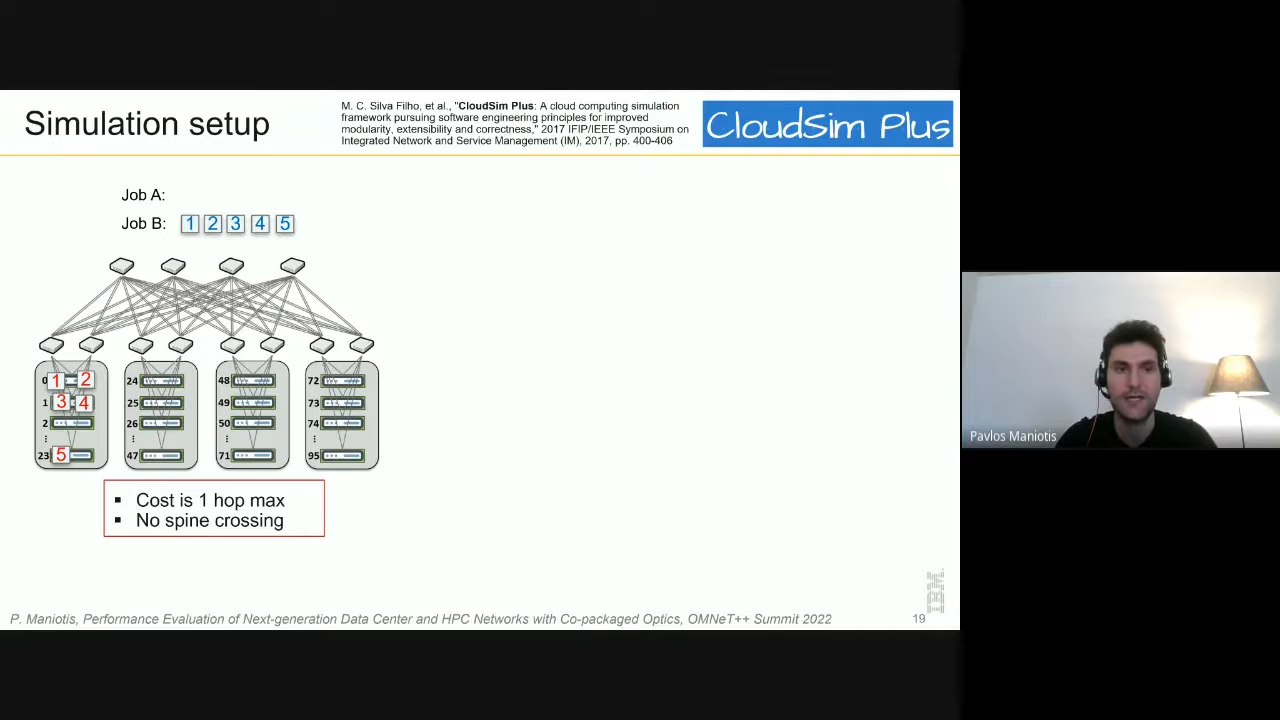 Simulation setup
M. C. Silva Filho, et al., "CloudSim Plus: A cloud computing simulation
framework pursuing software engineering principles for improved
modularity, extensibility and correctness," 2017 IFIP/IEEE Symposium on
Integrated Network and Service Management (IM), 2017, pp. 400-406
CloudSim Plus
Job A:
Job B: 1 2 3 4 5
0 1 2 24 48 72
1 3 4 25 49 73
2 26 50 74
⋮ ⋮ ⋮ ⋮
23 5 47 71 95
▪ Cost is 1 hop max
▪ No spine crossing
Pavlos Maniotis
IBM.
P. Maniotis, Performance Evaluation of Next-generation Data Center and HPC Networks with Co-packaged Optics, OMNeT++ Summit 2022 19